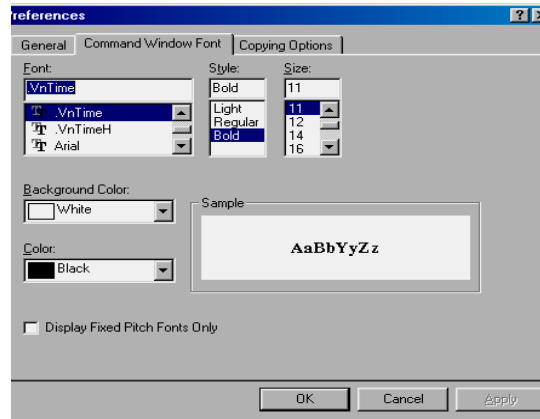 references
General Command Window Font Copying Options
Font: Style: Size:
.VnTime Bold 11
.VnTime Light 11
.VnTimeH Regular 12
Arial Bold 14
16
Background Color:
White
Sample
AaBbYyZz
Color:
Black
Display Fixed Pitch Fonts Only
OK Cancel Apply